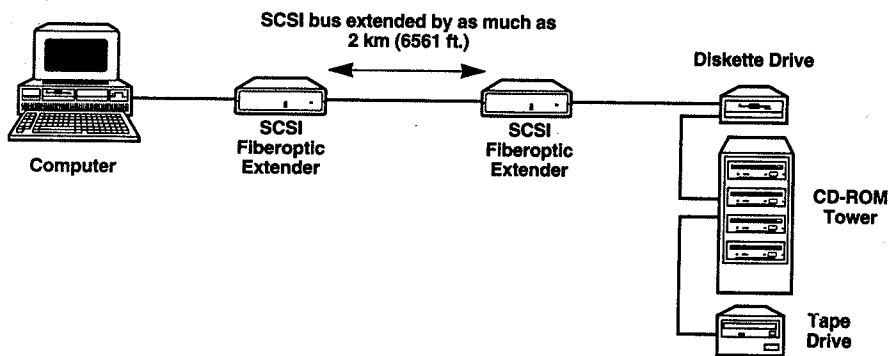 SCSI bus extended by as much as
2 km (6561 ft.)
Diskette Drive
SCSI
Fiberoptic
Extender
SCSI
Fiberoptic
Extender
Computer
CD-ROM
Tower
Tape
Drive